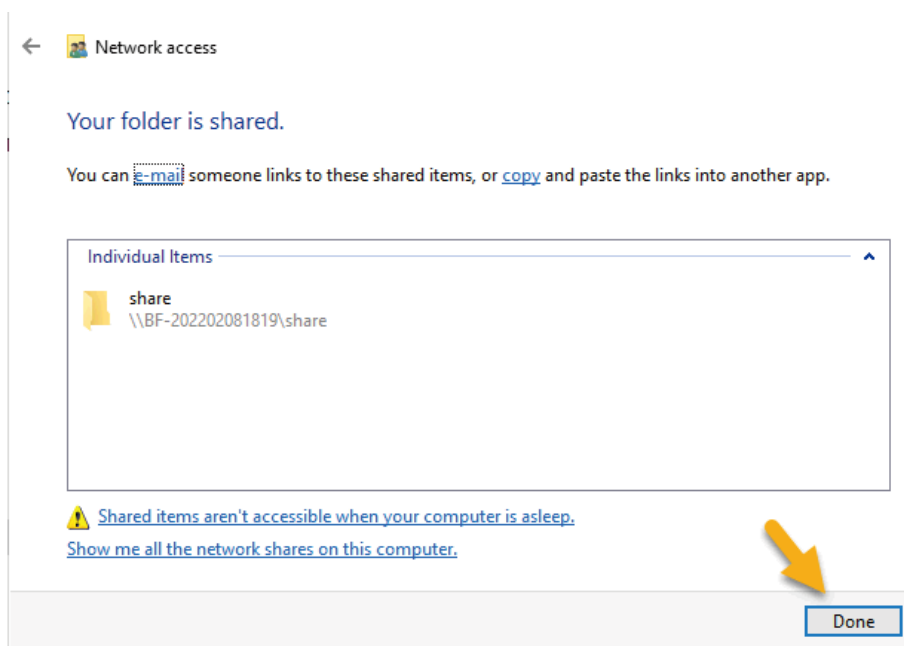 Network access
Your folder is shared.
You can e-mail someone links to these shared items, or copy and paste the links into another app.
Individual Items
share
\\BF-202202081819\share
Shared items aren't accessible when your computer is asleep.
Show me all the network shares on this computer.
Done